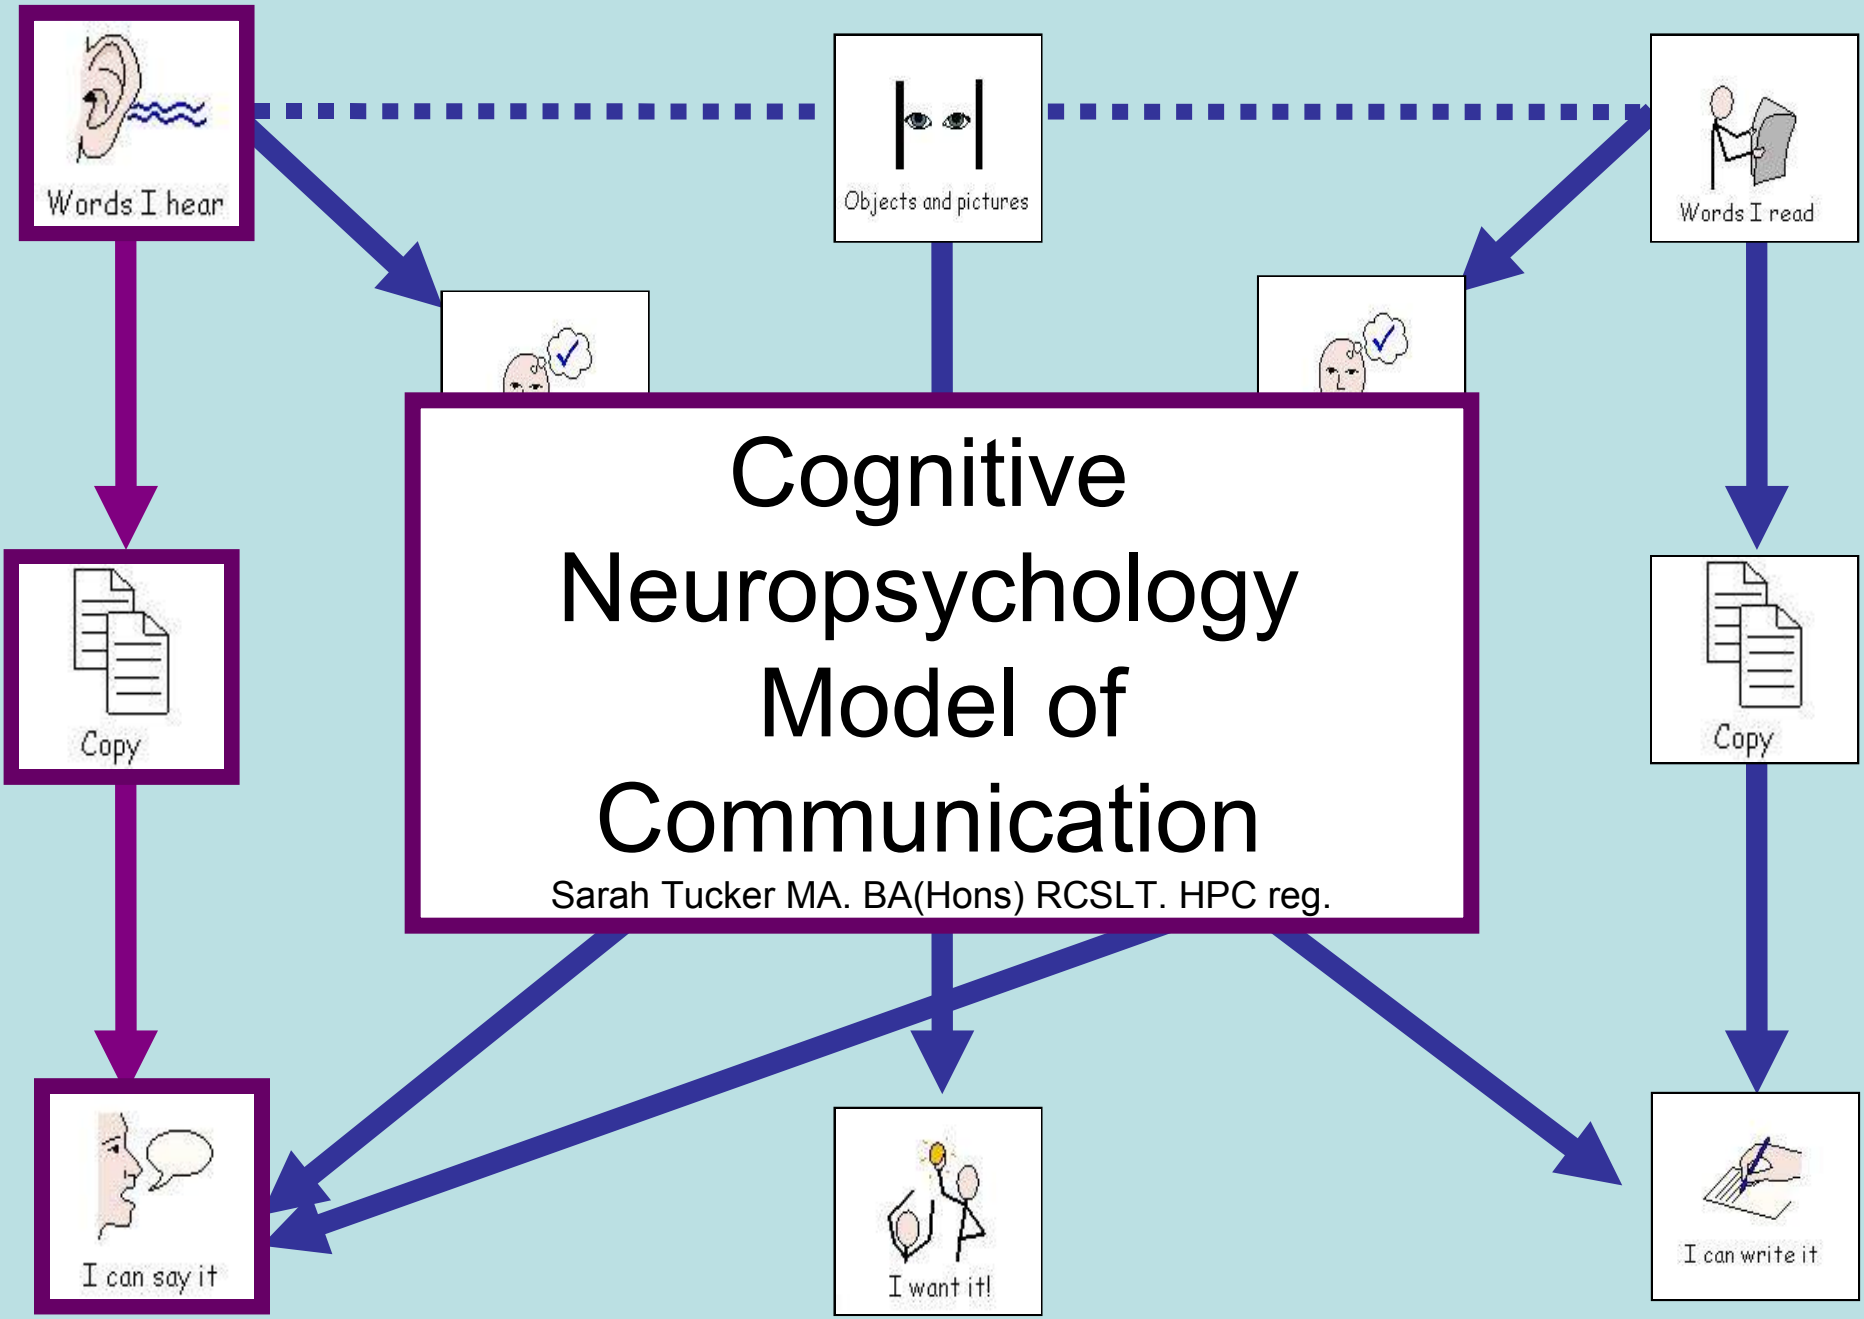 Words I hear
Objects and pictures
Words I read
Cognitive
Neuropsychology
Model of
Communication
Sarah Tucker MA. BA(Hons) RCSLT. HPC reg.
Copy
Copy
I can say it
I want it!
I can write it